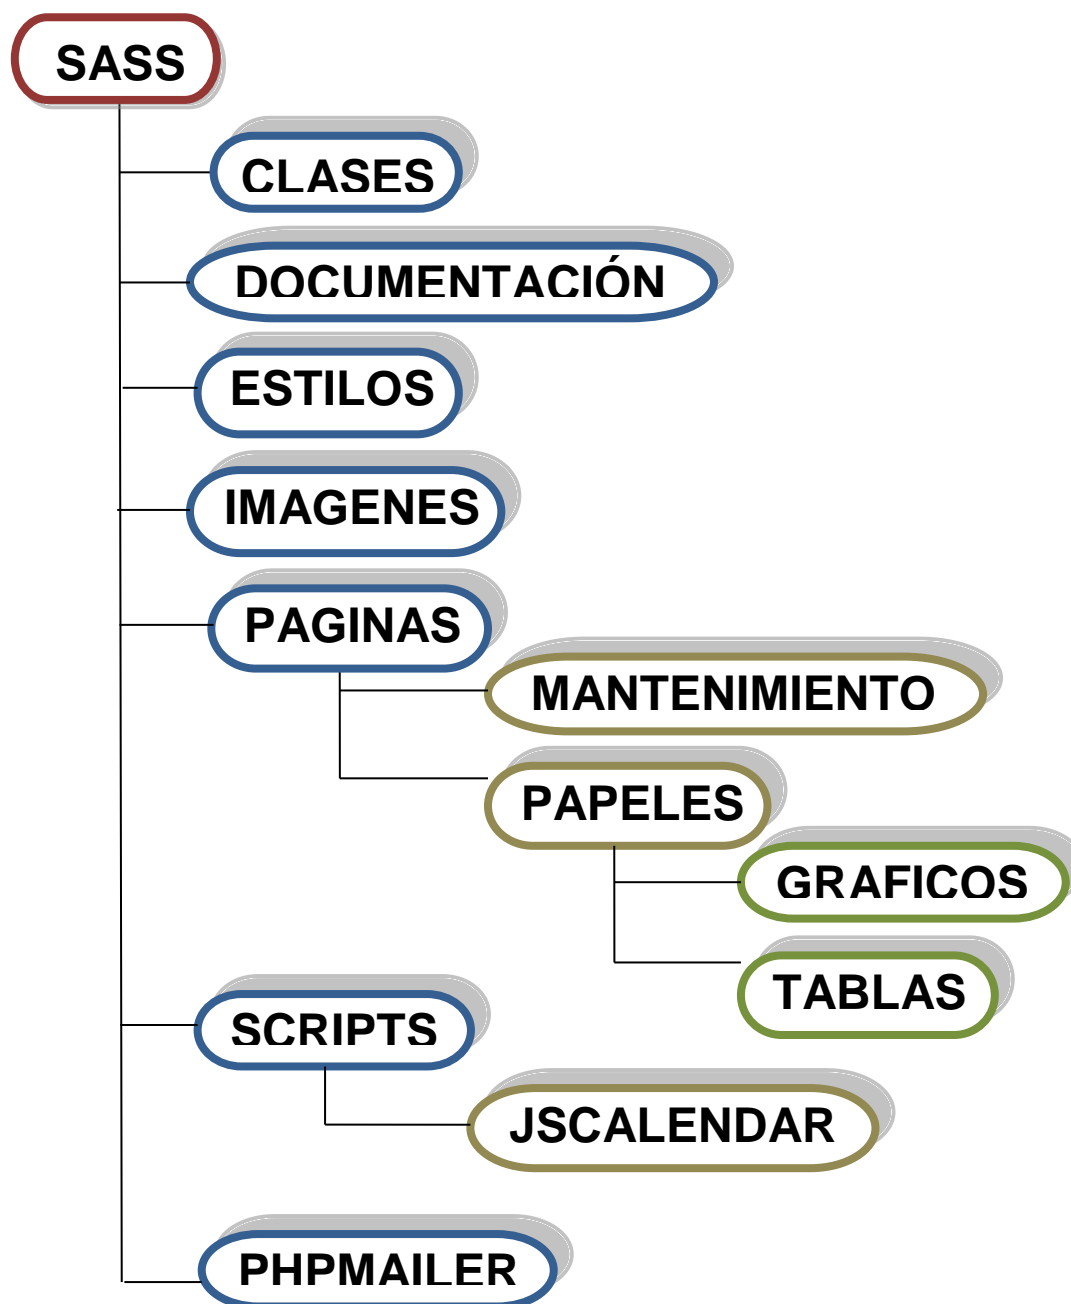 SASS
CLASES
DOCUMENTACIÓN
ESTILOS
IMAGENES
PAGINAS
MANTENIMIENTO
PAPELES
GRAFICOS
TABLAS
SCRIPTS
JSCALENDAR
PHPMAILER